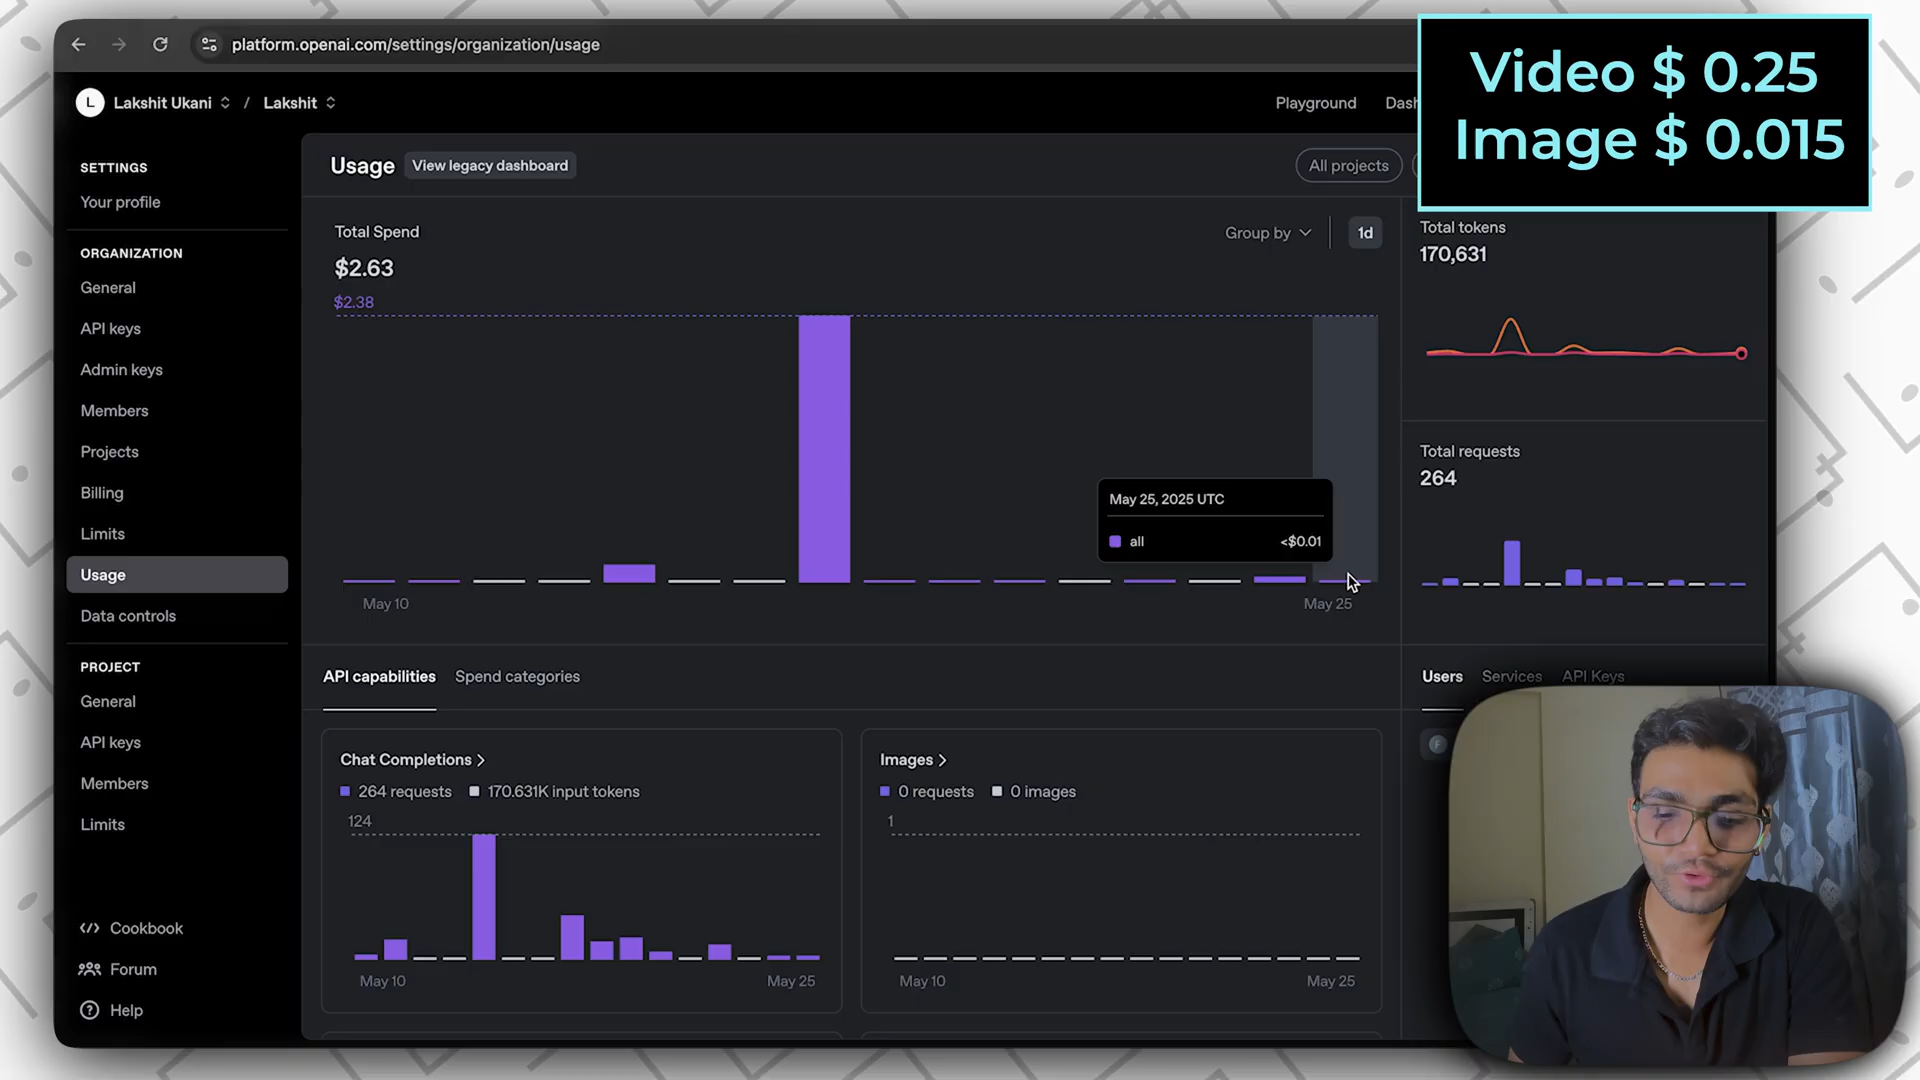 platform.openai.com/settings/organization/usage
Video $ 0.25
Image $ 0.015
L Lakshit Ukani / Lakshit
Playground
SETTINGS
Your profile
ORGANIZATION
General
API keys
Admin keys
Members
Projects
Billing
Limits
Usage
Data controls
PROJECT
General
API keys
Members
Limits
Cookbook
Forum
Help
Usage View legacy dashboard
All projects
Total Spend
$2.63
$2.38
Group by
1d
May 25, 2025 UTC
all <$0.01
May 10 May 25
Total tokens
170,631
Total requests
264
API capabilities Spend categories
Users Services API Keys
F
Chat Completions >
264 requests 170.631K input tokens
124
May 10 May 25
Images >
0 requests 0 images
1
May 10 May 25